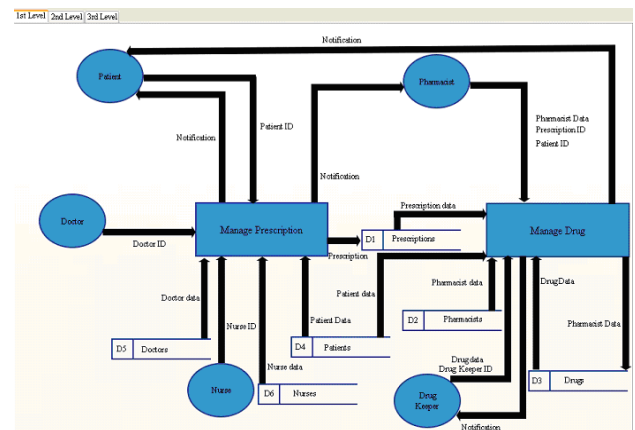 1st Level 2nd Level 3rd Level
Notification
Patient
Pharmacist
Pharmacist Data
Prescription ID
Patient ID
Patient ID
Notification
Notification
Prescription data
Doctor
Manage Prescription
D1 Prescriptions
Manage Drug
Doctor ID
Prescription
Doctor data
Patient data
Pharmacist data
DrugData
Nurse ID
Patient Data
D2 Pharmacists
Pharmacist Data
D5 Doctors
D4 Patients
Nurse data
Drug data
Drug Keeper ID
D3 Drugs
Nurse
D6 Nurses
Drug
Keeper
Notification